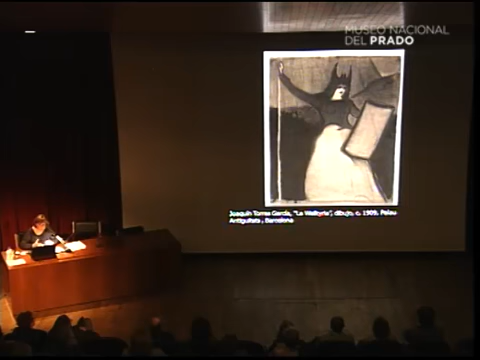 MUSEO NACIONAL
DEL PRADO
Joaquín Torres García, "La Walkyria", dibujo, c. 1909. Palau
Antiguitats, Barcelona